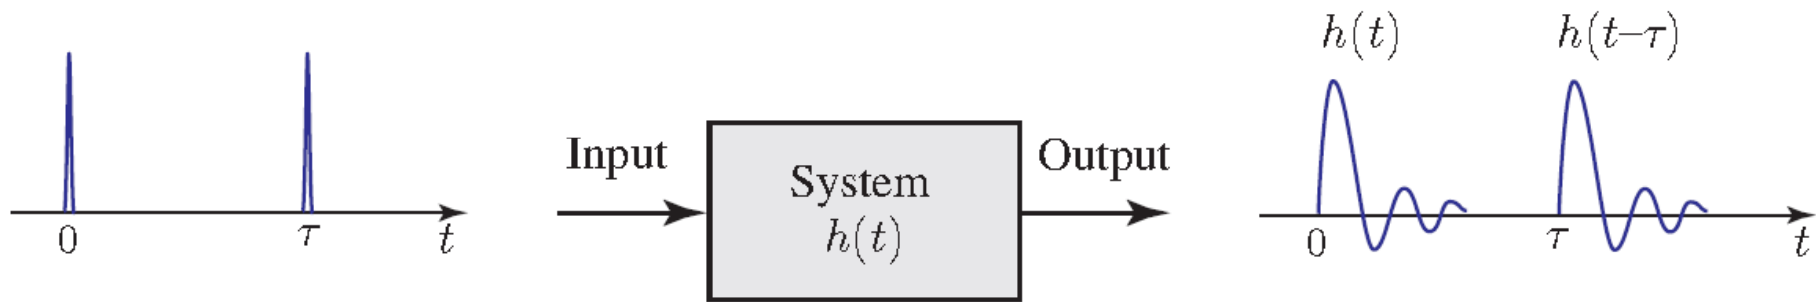 0
τ
t
Input
System
h(t)
Output
h(t)
h(t–τ)
0
τ
t